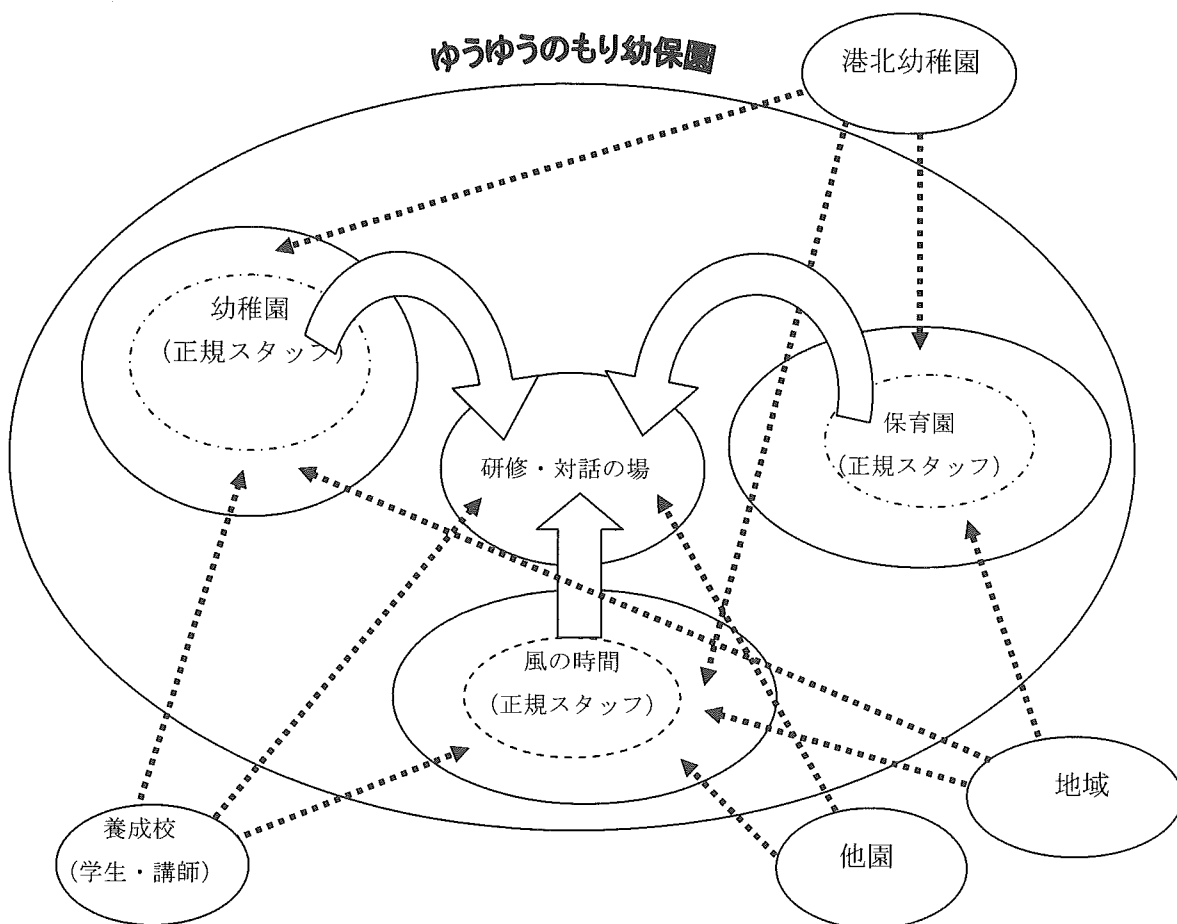 ゆうゆうのもり幼保園
港北幼稚園
幼稚園
(正規スタッフ)
保育園
(正規スタッフ)
研修・対話の場
風の時間
(正規スタッフ)
地域
養成校
(学生・講師)
他園